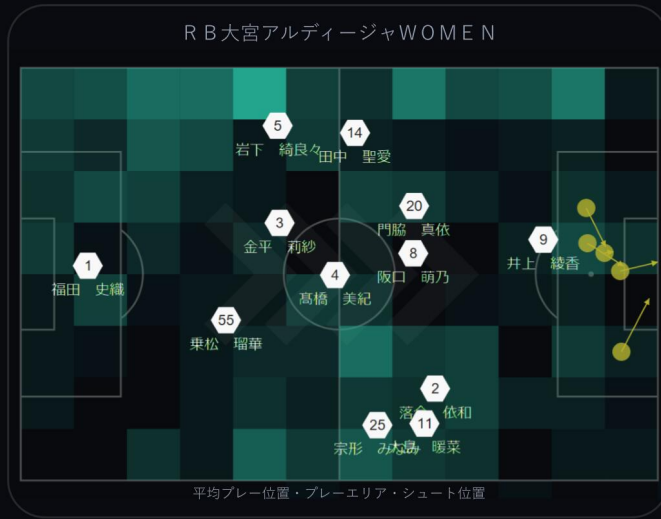 RB大宮アルディージャWOMEN
5
14
岩下 綺良々
田中 聖愛
20
3
門脇 真依
金平 莉紗
9
8
井上 綾香
1
4
阪口 萌乃
福田 史織
髙橋 美紀
55
乗松 瑠華
2
依和
25
11
宗形 みなみ
暖菜
平均プレー位置・プレーエリア・シュート位置